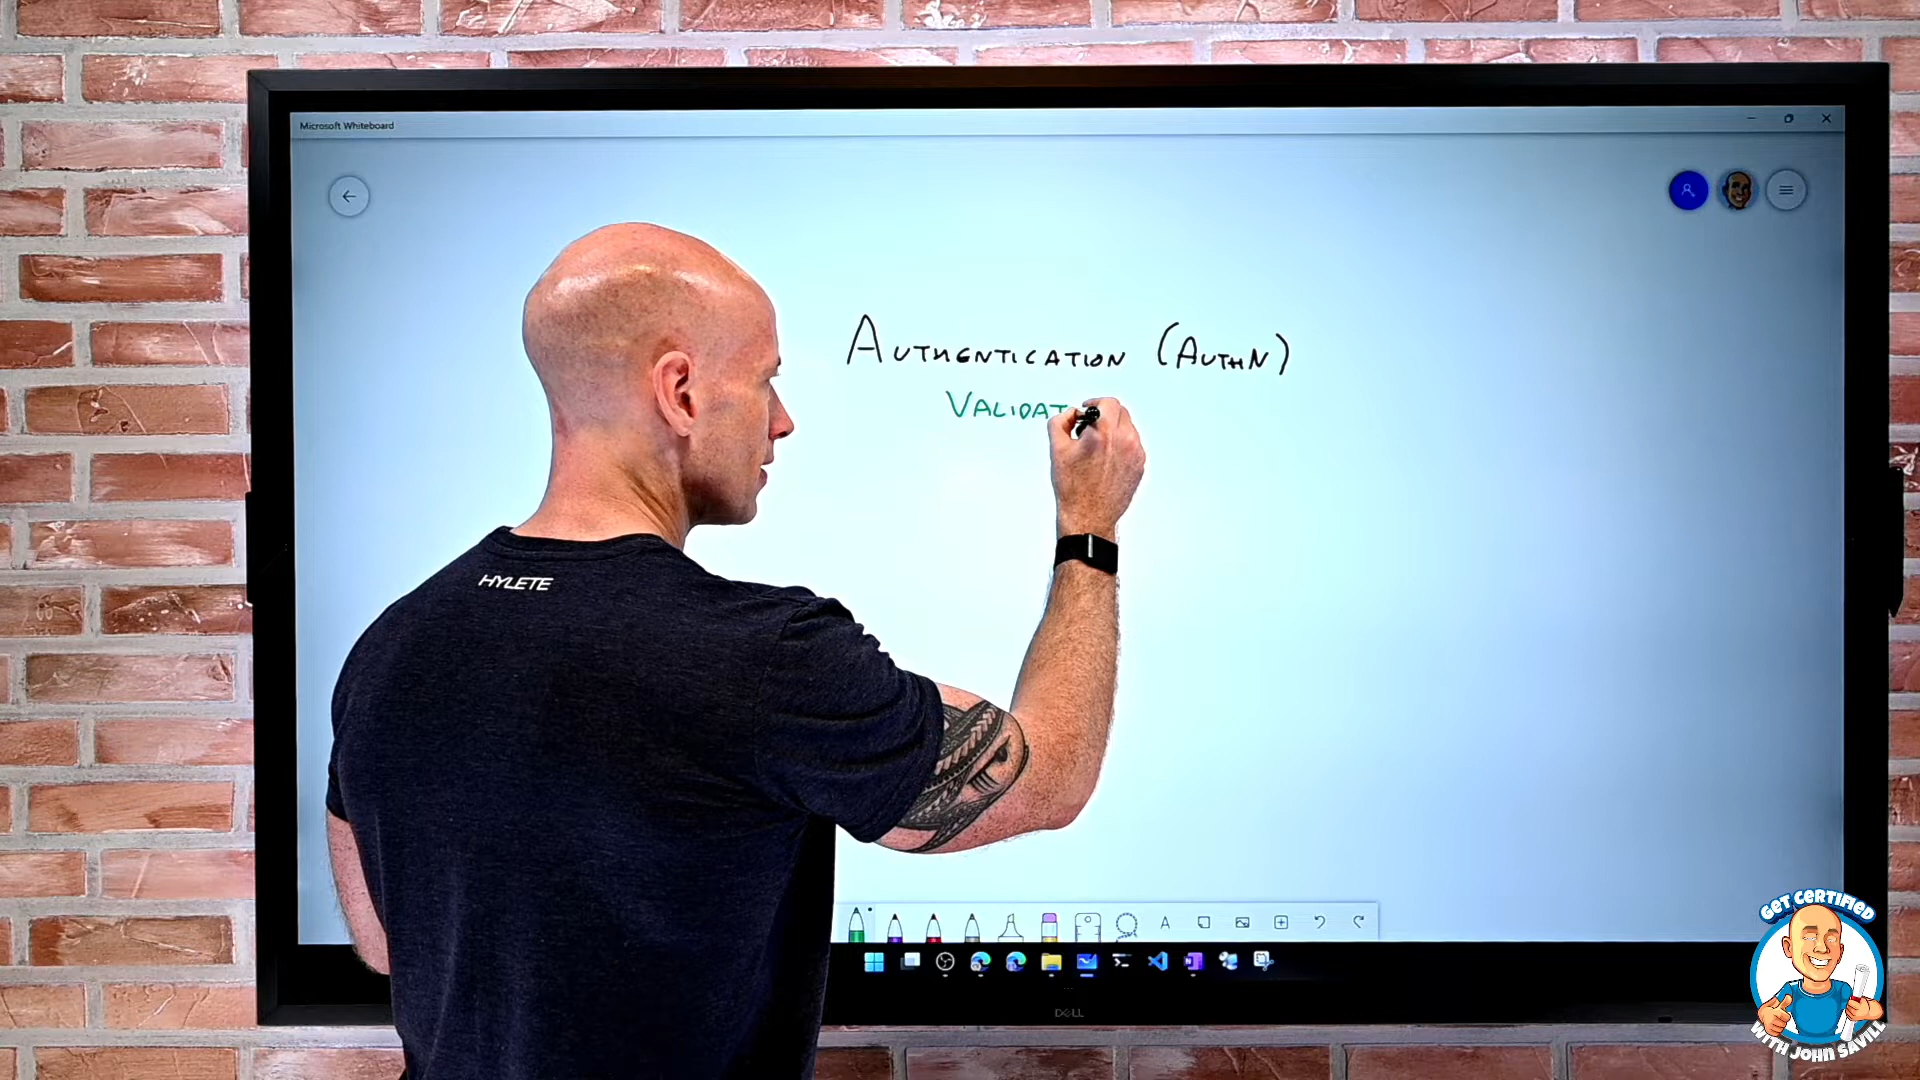 Microsoft Whiteboard
AUTHENTICATION (AUTHN)
VALIDAT
HYLETE
DELL
GET CERTIFIED
WITH JOHN SAVILL